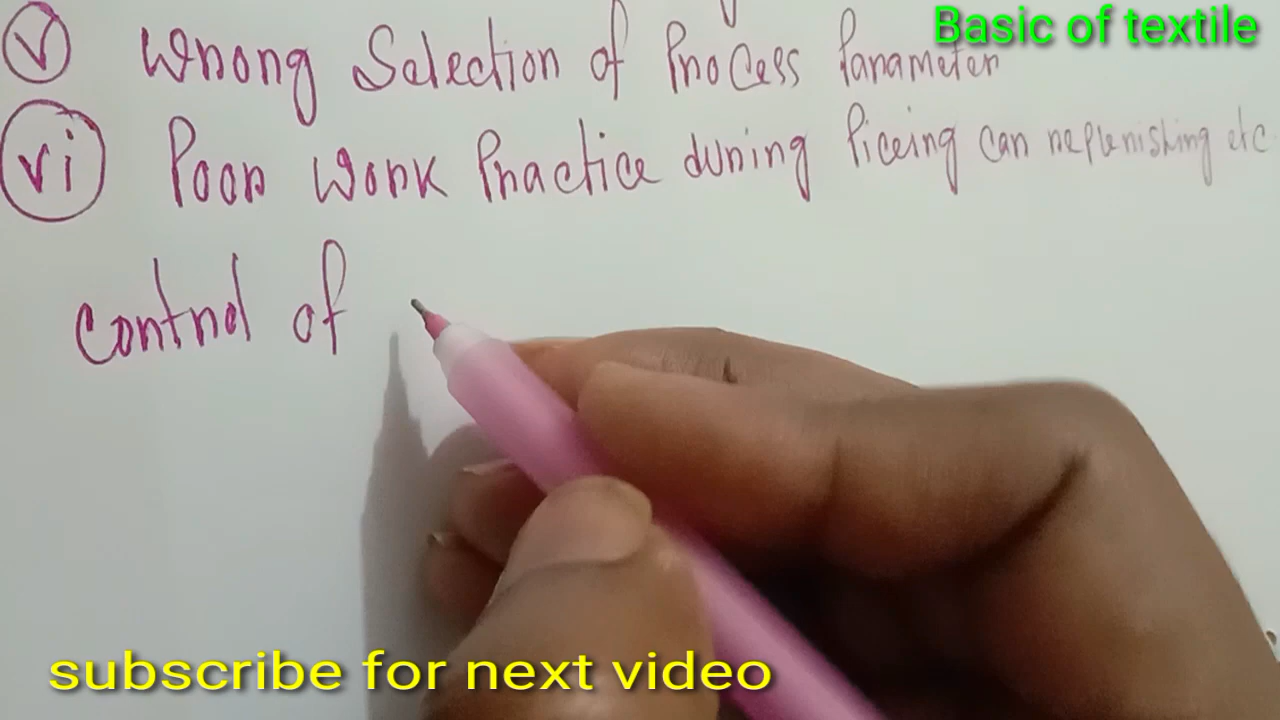 Basic of textile
v Wrong Selection of Process Parameter
vi Poor Work Practice during Piceing can replenishing etc
Control of
subscribe for next video